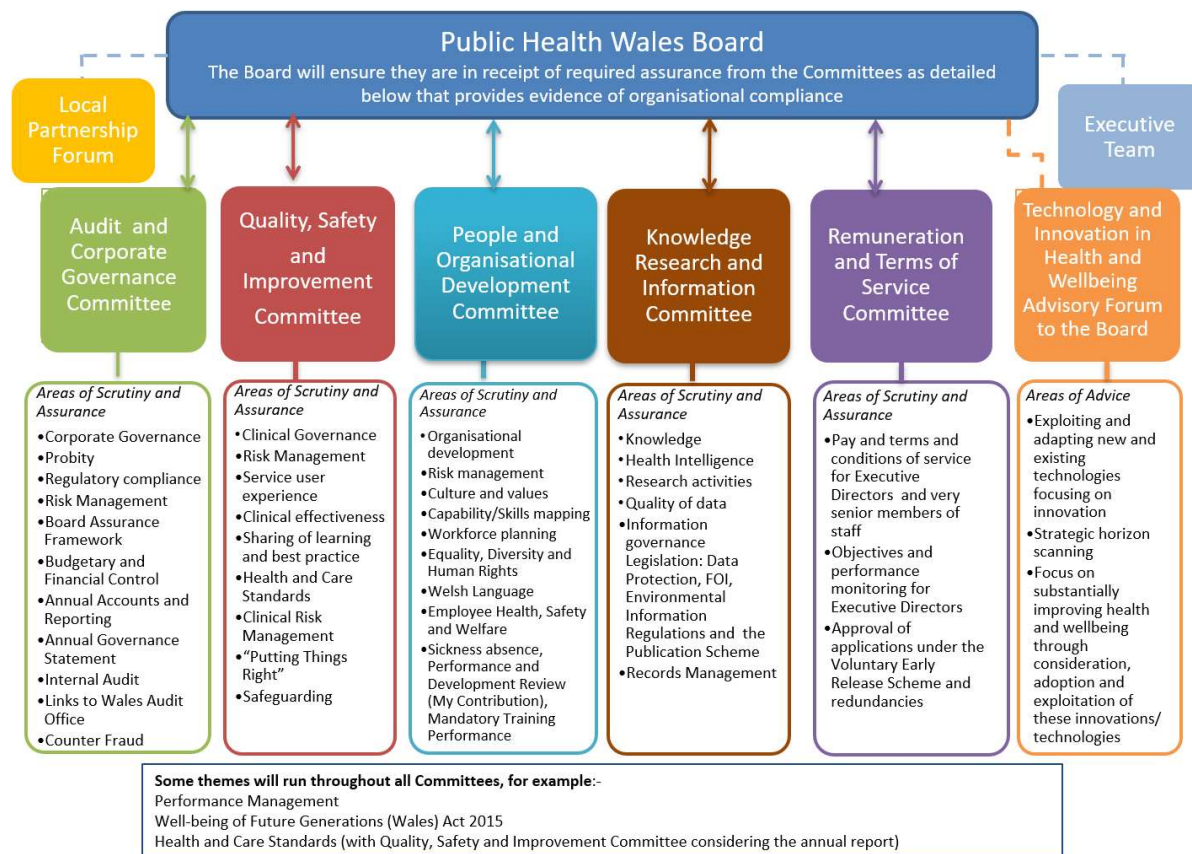 Public Health Wales Board
The Board will ensure they are in receipt of required assurance from the Committees as detailed
below that provides evidence of organisational compliance
Local
Partnership
Forum
Executive
Team
Audit and
Corporate
Governance
Committee
Quality, Safety
and
Improvement
Committee
People and
Organisational
Development
Committee
Knowledge
Research and
Information
Committee
Remuneration
and Terms of
Service
Committee
Technology and
Innovation in
Health and
Wellbeing
Advisory Forum
to the Board
Areas of Scrutiny and
Assurance
•Corporate Governance
•Probity
•Regulatory compliance
•Risk Management
•Board Assurance
Framework
•Budgetary and
Financial Control
•Annual Accounts and
Reporting
•Annual Governance
Statement
•Internal Audit
•Links to Wales Audit
Office
•Counter Fraud
Areas of Scrutiny and
Assurance
•Clinical Governance
•Risk Management
•Service user
experience
•Clinical effectiveness
•Sharing of learning
and best practice
•Health and Care
Standards
•Clinical Risk
Management
•“Putting Things
Right”
•Safeguarding
Areas of Scrutiny and
Assurance
•Organisational
development
•Risk management
•Culture and values
•Capability/Skills mapping
•Workforce planning
•Equality, Diversity and
Human Rights
•Welsh Language
•Employee Health, Safety
and Welfare
•Sickness absence,
Performance and
Development Review
(My Contribution),
Mandatory Training
Performance
Areas of Scrutiny and
Assurance
•Knowledge
•Health Intelligence
•Research activities
•Quality of data
•Information
governance
Legislation: Data
Protection, FOI,
Environmental
Information
Regulations and the
Publication Scheme
•Records Management
Areas of Scrutiny and
Assurance
•Pay and terms and
conditions of service
for Executive
Directors and very
senior members of
staff
•Objectives and
performance
monitoring for
Executive Directors
•Approval of
applications under the
Voluntary Early
Release Scheme and
redundancies
Areas of Advice
•Exploiting and
adapting new and
existing
technologies
focusing on
innovation
•Strategic horizon
scanning
•Focus on
substantially
improving health
and wellbeing
through
consideration,
adoption and
exploitation of
these innovations/
technologies
Some themes will run throughout all Committees, for example:-
Performance Management
Well-being of Future Generations (Wales) Act 2015
Health and Care Standards (with Quality, Safety and Improvement Committee considering the annual report)